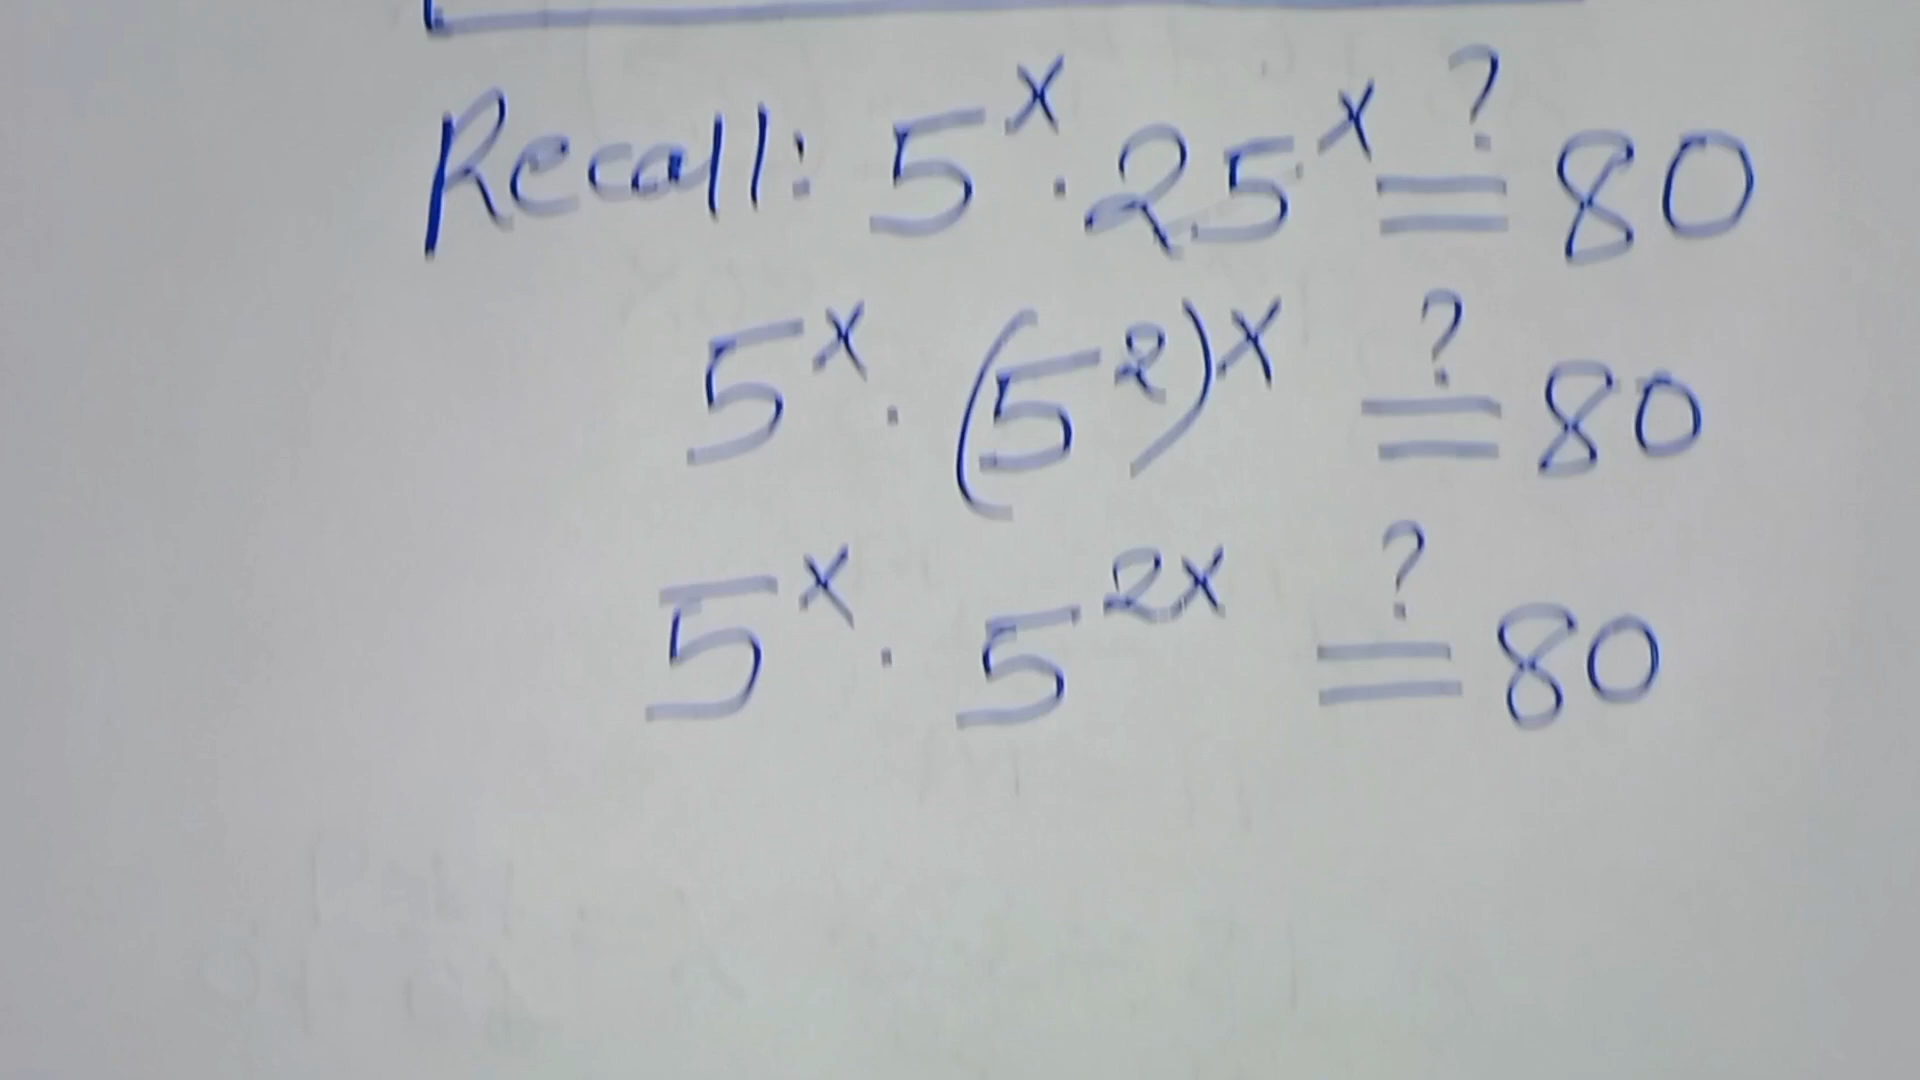 Recall: 5^x · 25^x ≟ 80
5^x · (5^2)^x ≟ 80
5^x · 5^2x ≟ 80